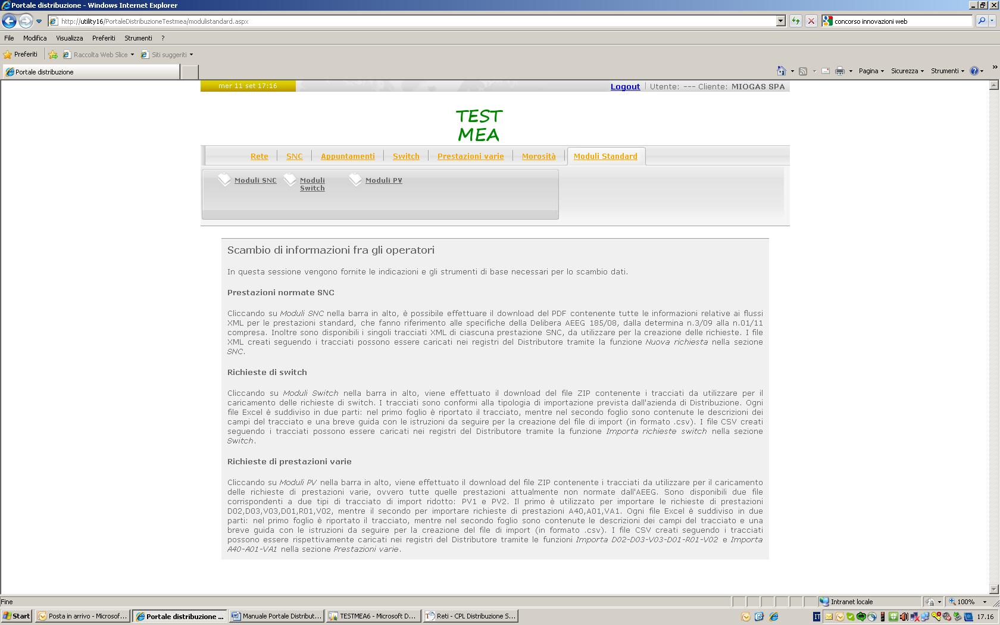 Portale distribuzione - Windows Internet Explorer
http://utility16/PortaleDistribuzioneTestmea/modulistandard.aspx
concorso innovazioni web
File Modifica Visualizza Preferiti Strumenti ?
Preferiti Raccolta Web Slice Siti suggeriti
Portale distribuzione
Pagina Sicurezza Strumenti
mer 11 set 17:16
Logout Utente: --- Cliente: MIOGAS SPA
TEST
MEA
Rete SNC Appuntamenti Switch Prestazioni varie Morosità Moduli Standard
Moduli SNC Moduli Switch Moduli PV
Scambio di informazioni fra gli operatori
In questa sessione vengono fornite le indicazioni e gli strumenti di base necessari per lo scambio dati.
Prestazioni normate SNC
Cliccando su Moduli SNC nella barra in alto, è possibile effettuare il download del PDF contenente tutte le informazioni relative ai flussi
XML per le prestazioni standard, che fanno riferimento alle specifiche della Delibera AEEG 185/08, dalla determina n.3/09 alla n.01/11
compresa. Inoltre sono disponibili i singoli tracciati XML di ciascuna prestazione SNC, da utilizzare per la creazione delle richieste. I file
XML creati seguendo i tracciati possono essere caricati nei registri del Distributore tramite la funzione Nuova richiesta nella sezione
SNC.
Richieste di switch
Cliccando su Moduli Switch nella barra in alto, viene effettuato il download del file ZIP contenente i tracciati da utilizzare per il
caricamento delle richieste di switch. I tracciati sono conformi alla tipologia di importazione prevista dall'azienda di Distribuzione. Ogni
file Excel è suddiviso in due parti: nel primo foglio è riportato il tracciato, mentre nel secondo foglio sono contenute le descrizioni dei
campi del tracciato e una breve guida con le istruzioni da seguire per la creazione del file di import (in formato .csv). I file CSV creati
seguendo i tracciati possono essere caricati nei registri del Distributore tramite la funzione Importa richieste switch nella sezione
Switch.
Richieste di prestazioni varie
Cliccando su Moduli PV nella barra in alto, viene effettuato il download del file ZIP contenente i tracciati da utilizzare per il caricamento
delle richieste di prestazioni varie, ovvero tutte quelle prestazioni attualmente non normate dall'AEEG. Sono disponibili due file
corrispondenti a due tipi di tracciato di import ridotto: PV1 e PV2. Il primo è utilizzato per importare le richieste di prestazioni
D02,D03,V03,D01,R01,V02, mentre il secondo per importare richieste di prestazioni A40,A01,VA1. Ogni file Excel è suddiviso in due
parti: nel primo foglio è riportato il tracciato, mentre nel secondo foglio sono contenute le descrizioni dei campi del tracciato e una
breve guida con le istruzioni da seguire per la creazione del file di import (in formato .csv). I file CSV creati seguendo i tracciati
possono essere rispettivamente caricati nei registri del Distributore tramite le funzioni Importa D02-D03-V03-D01-R01-V02 e Importa
A40-A01-VA1 nella sezione Prestazioni varie.
Fine Intranet locale 100%
Start Posta in arrivo - Microsof... Portale distribuzione ... Manuale Portale Distribut... TESTMEA6 - Microsoft D... Reti - CPL Distribuzione S... IT 17.16